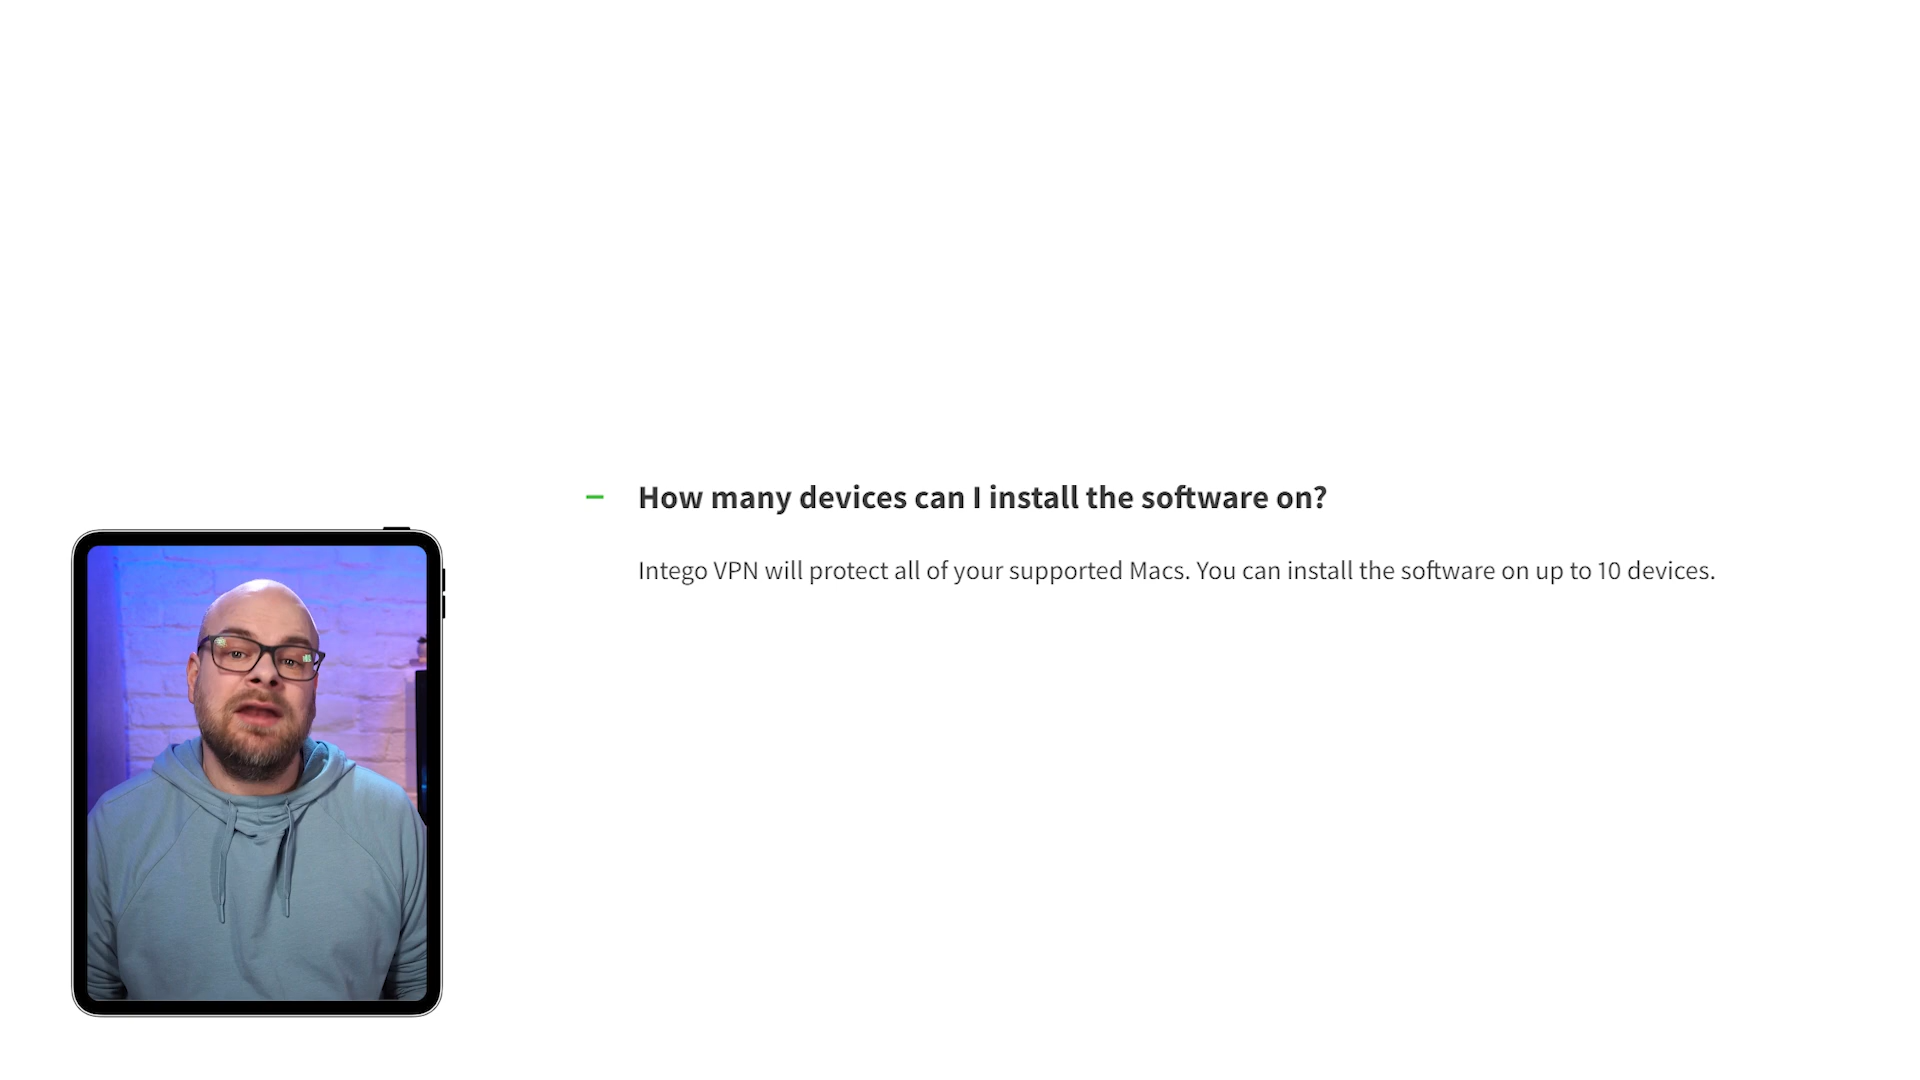 How many devices can I install the software on?
Intego VPN will protect all of your supported Macs. You can install the software on up to 10 devices.